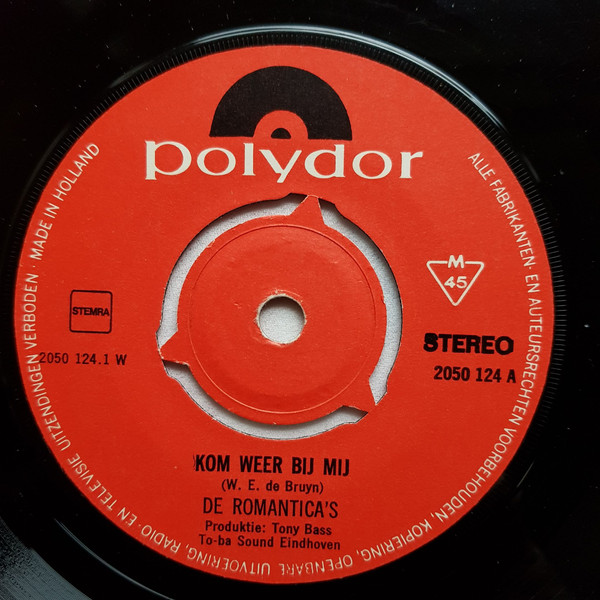 polydor
ALLE FABRIKANTEN- EN AUTEURSRECHTEN VOORBEHOUDEN, KOPIERING, OPENBARE UITVOERING, RADIO- EN TELEVISIE UITZENDINGEN VERBODEN · MADE IN HOLLAND
M
45
STEMRA
STEREO
2050 124.1 W
2050 124 A
KOM WEER BIJ MIJ
(W. E. de Bruyn)
DE ROMANTICA'S
Produktie: Tony Bass
To-ba Sound Eindhoven